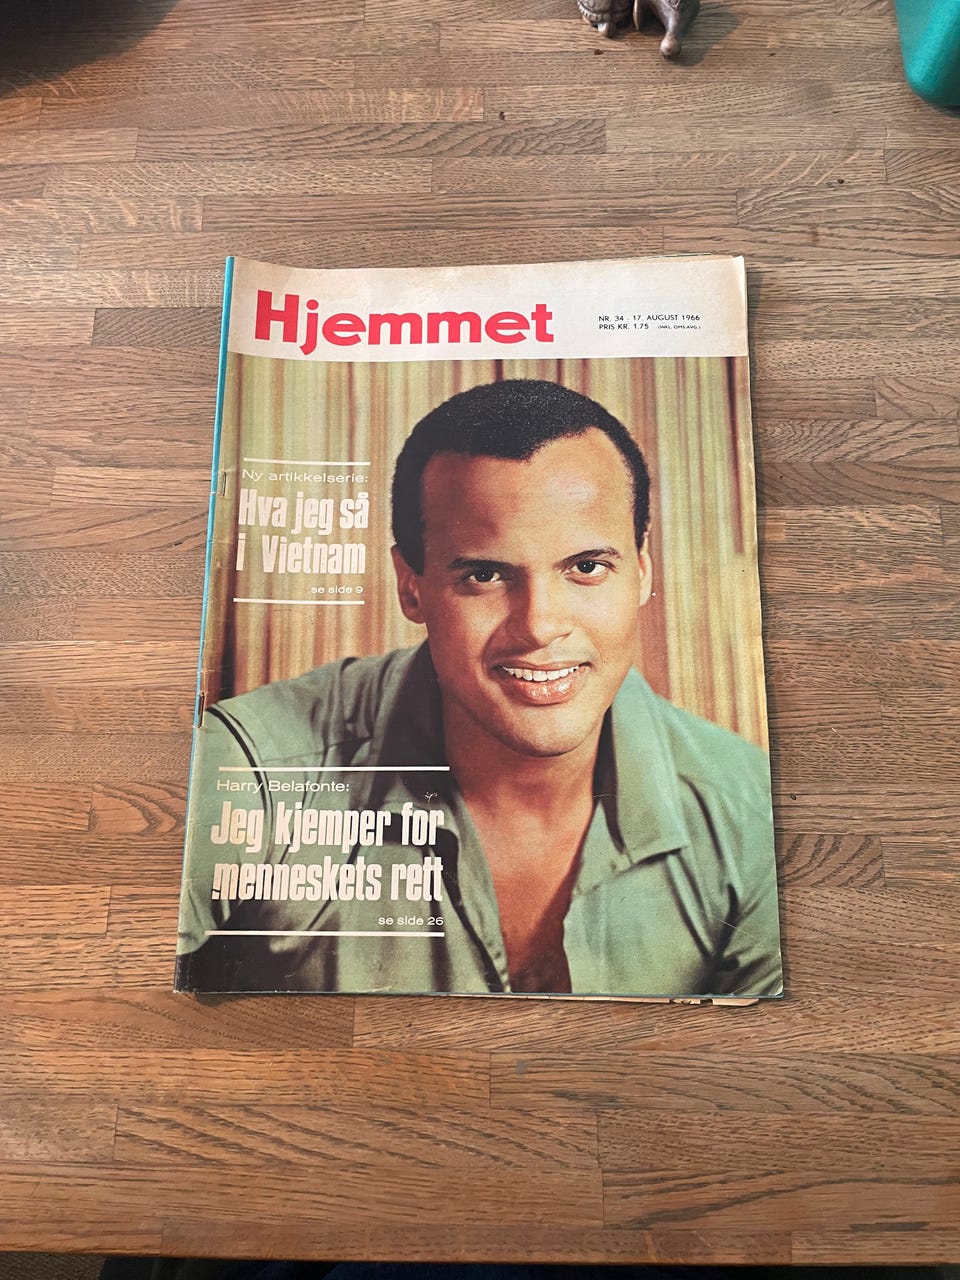 Hjemmet
NR. 34 - 17. AUGUST 1966
PRIS KR. 1.75 (INKL. OMS.AVG.)
Ny artikkelserie:
Hva jeg så
i Vietnam
se side 9
Harry Belafonte:
Jeg kjemper for
menneskets rett
se side 26